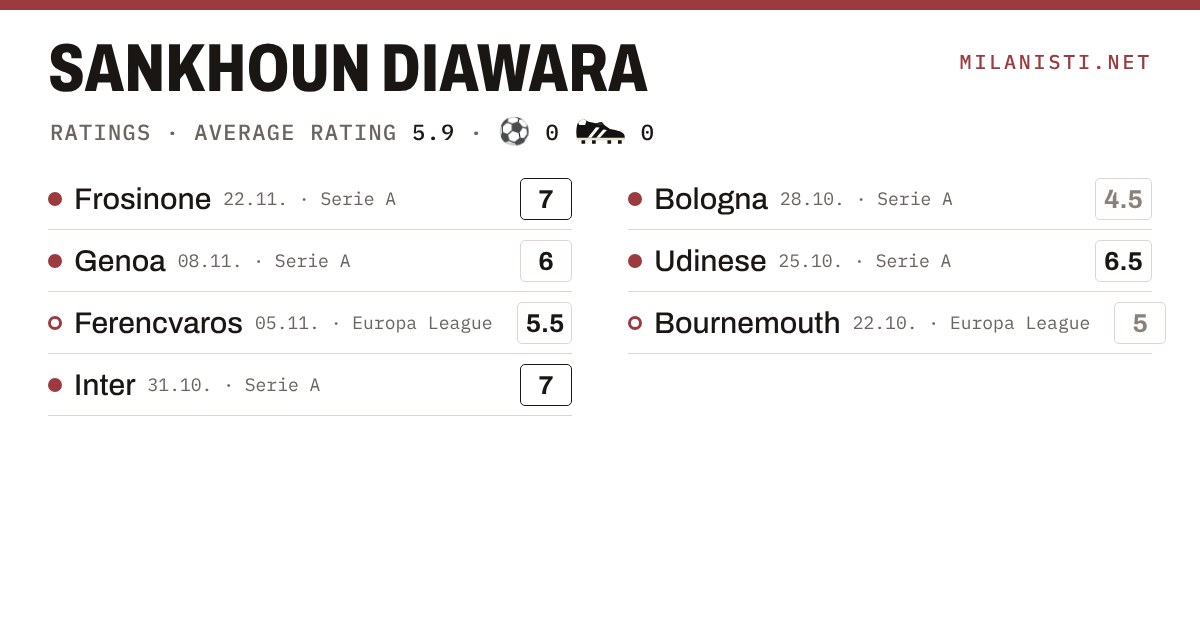 SANKHOUN DIAWARA
MILANISTI.NET
RATINGS · AVERAGE RATING 5.9 · ⚽ 0 0
Frosinone 22.11. · Serie A 7
Genoa 08.11. · Serie A 6
Ferencvaros 05.11. · Europa League 5.5
Inter 31.10. · Serie A 7
Bologna 28.10. · Serie A 4.5
Udinese 25.10. · Serie A 6.5
Bournemouth 22.10. · Europa League 5